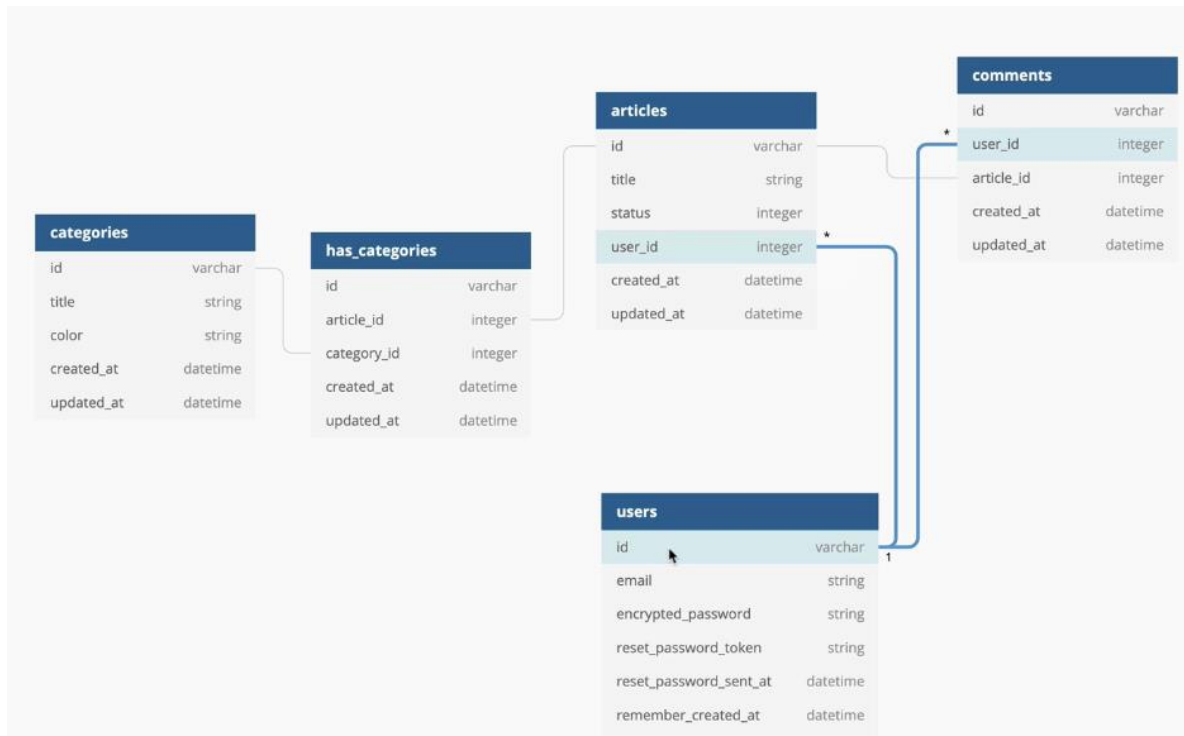 categories
id varchar
title string
color string
created_at datetime
updated_at datetime
has_categories
id varchar
article_id integer
category_id integer
created_at datetime
updated_at datetime
articles
id varchar
title string
status integer
user_id integer
*
created_at datetime
updated_at datetime
comments
id varchar
*
user_id integer
article_id integer
created_at datetime
updated_at datetime
users
id varchar
1
email string
encrypted_password string
reset_password_token string
reset_password_sent_at datetime
remember_created_at datetime